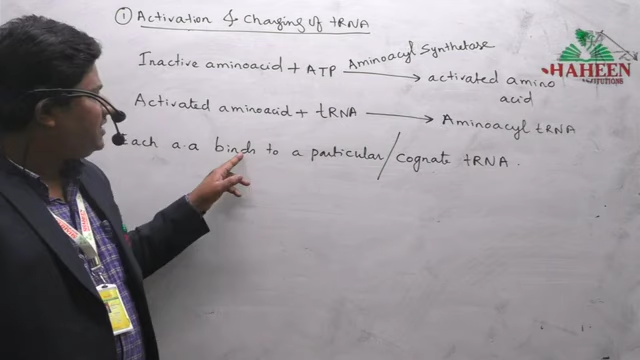 ① Activation & Charging of tRNA
Inactive aminoacid + ATP Aminoacyl Synthetase → activated amino acid
Activated aminoacid + tRNA → Aminoacyl tRNA
Each a.a binds to a particular / Cognate tRNA.
HAHEEN